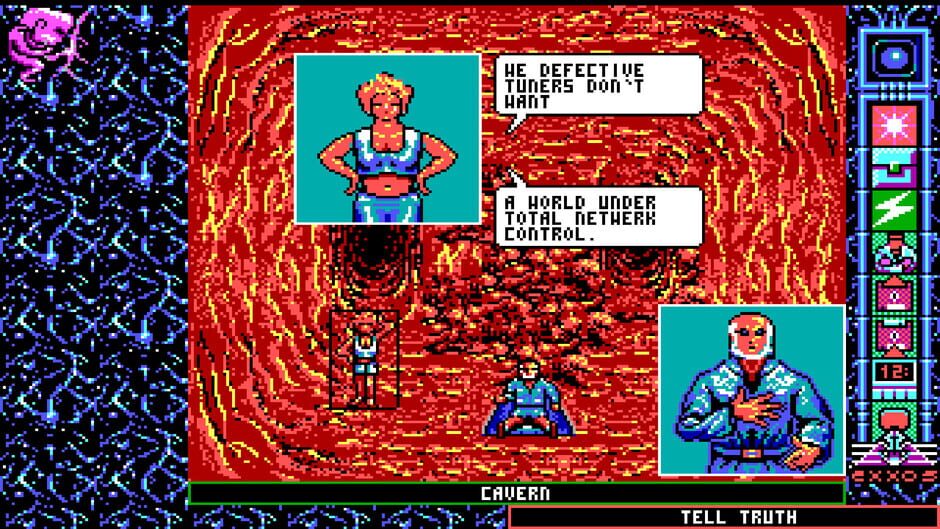 WE DEFECTIVE
TUNERS DON'T
WANT
A WORLD UNDER
TOTAL NETWERK
CONTROL.
12:
EXXOS
CAVERN
TELL TRUTH